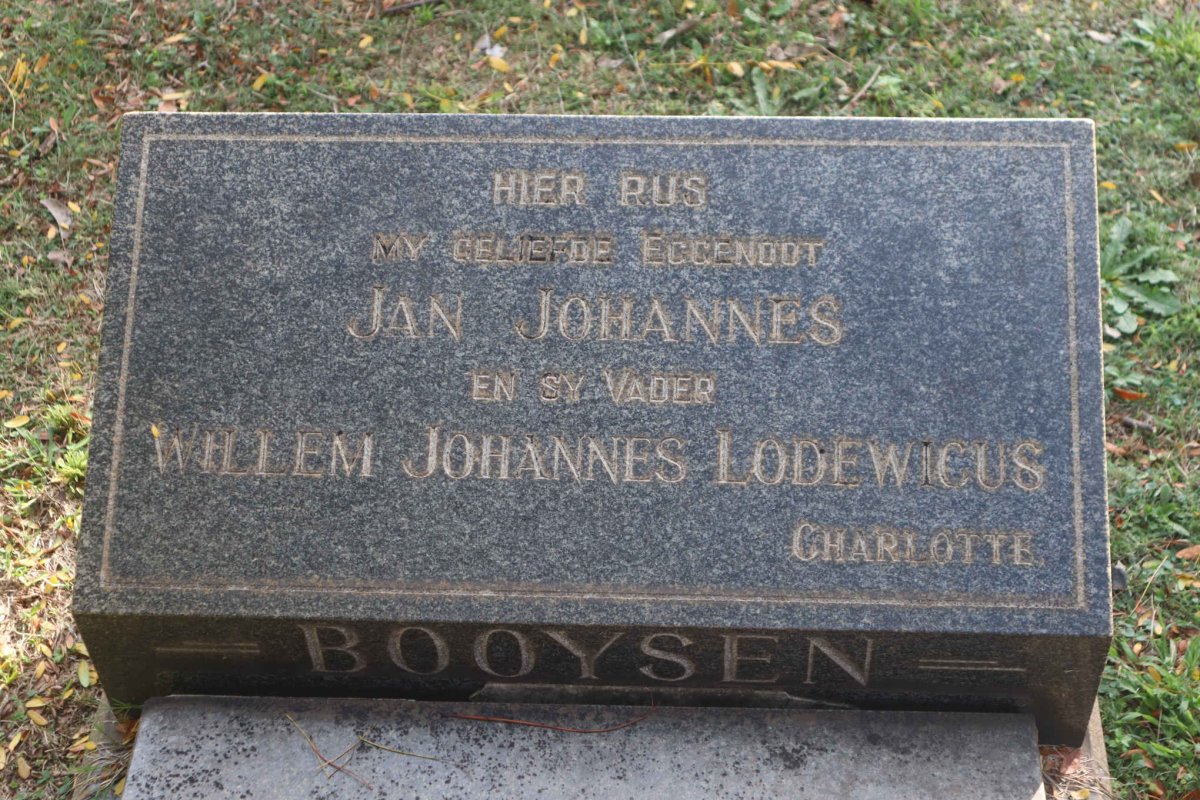 HIER RUS
MY GELIEFDE EGGENOOT
JAN JOHANNES
EN SY VADER
WILLEM JOHANNES LODEWICUS
CHARLOTTE.
BOOYSEN